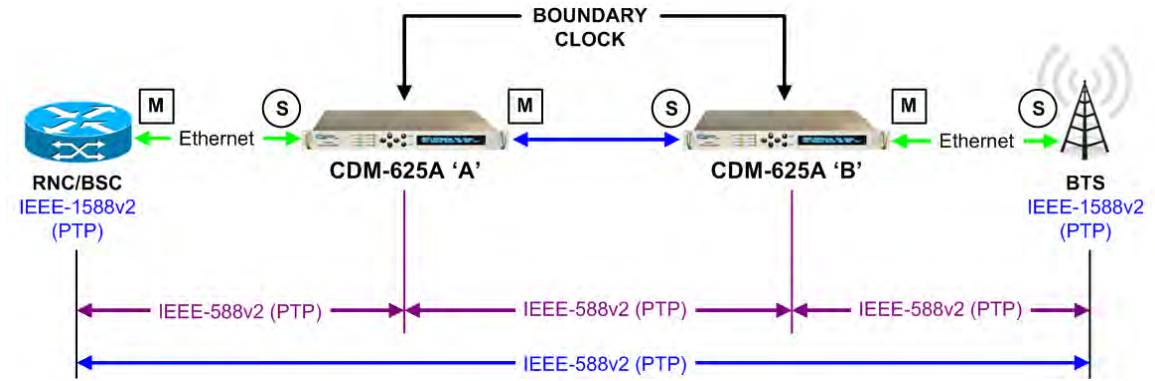 BOUNDARY
CLOCK
M
S
M
S
M
S
Ethernet
Ethernet
CDM-625A 'A'
CDM-625A 'B'
RNC/BSC
IEEE-1588v2
(PTP)
BTS
IEEE-1588v2
(PTP)
IEEE-588v2 (PTP)
IEEE-588v2 (PTP)
IEEE-588v2 (PTP)
IEEE-588v2 (PTP)